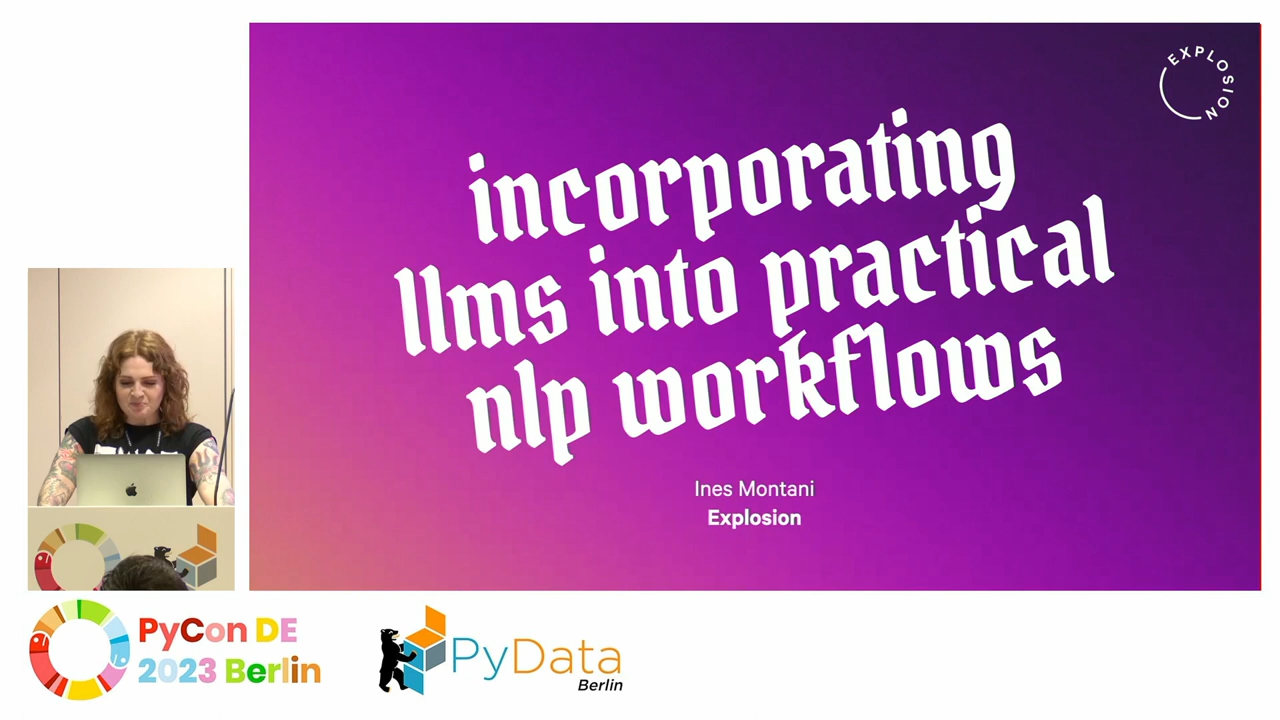 EXPLOSION
incorporating
llms into practical
nlp workflows
Ines Montani
Explosion
PyCon DE
2023 Berlin
PyData
Berlin